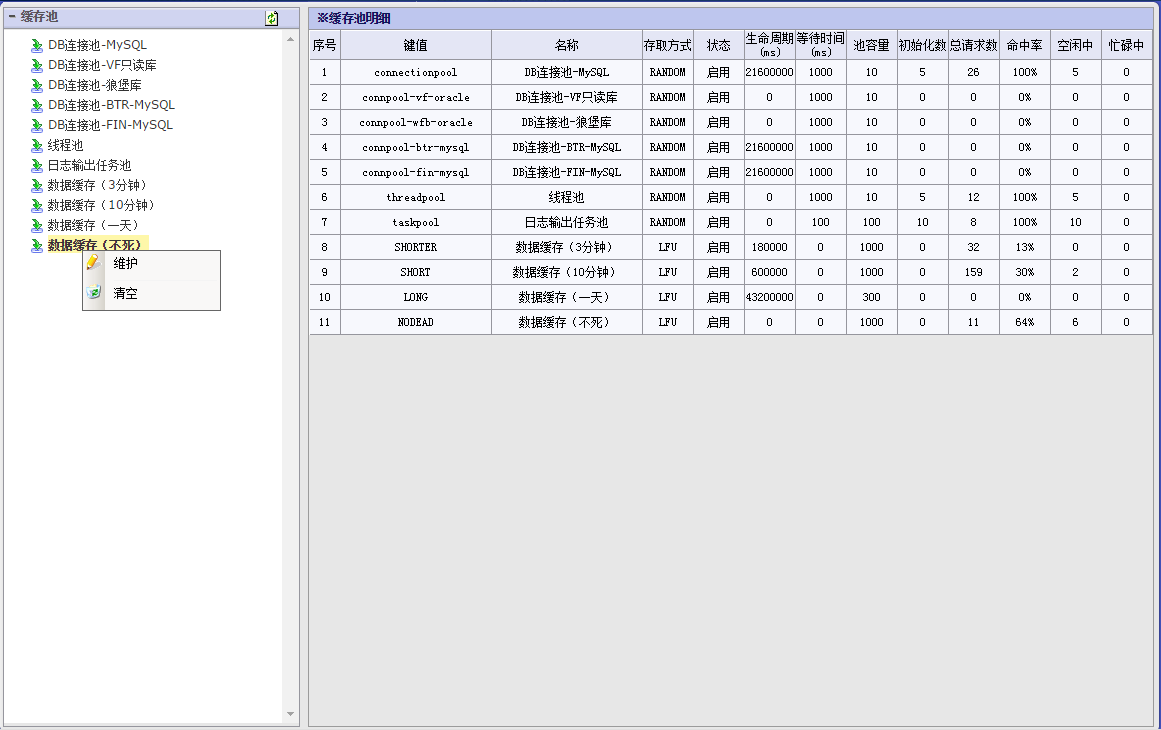 缓存池
DB连接池-MySQL
DB连接池-VF只读库
DB连接池-狼堡库
DB连接池-BTR-MySQL
DB连接池-FIN-MySQL
线程池
日志输出任务池
数据缓存（3分钟）
数据缓存（10分钟）
数据缓存（一天）
数据缓存（不死）
维护
清空
※缓存池明细
序号 键值 名称 存取方式 状态 生命周期(ms) 等待时间(ms) 池容量 初始化数 总请求数 命中率 空闲中 忙碌中
1 connectionpool DB连接池-MySQL RANDOM 启用 21600000 1000 10 5 26 100% 5 0
2 connpool-vf-oracle DB连接池-VF只读库 RANDOM 启用 0 1000 10 0 0 0% 0 0
3 connpool-wfb-oracle DB连接池-狼堡库 RANDOM 启用 0 1000 10 0 0 0% 0 0
4 connpool-btr-mysql DB连接池-BTR-MySQL RANDOM 启用 21600000 1000 10 0 0 0% 0 0
5 connpool-fin-mysql DB连接池-FIN-MySQL RANDOM 启用 21600000 1000 10 0 0 0% 0 0
6 threadpool 线程池 RANDOM 启用 0 1000 10 5 12 100% 5 0
7 taskpool 日志输出任务池 RANDOM 启用 0 100 100 10 8 100% 10 0
8 SHORTER 数据缓存（3分钟） LFU 启用 180000 0 1000 0 32 13% 0 0
9 SHORT 数据缓存（10分钟） LFU 启用 600000 0 1000 0 159 30% 2 0
10 LONG 数据缓存（一天） LFU 启用 43200000 0 300 0 0 0% 0 0
11 NODEAD 数据缓存（不死） LFU 启用 0 0 1000 0 11 64% 6 0